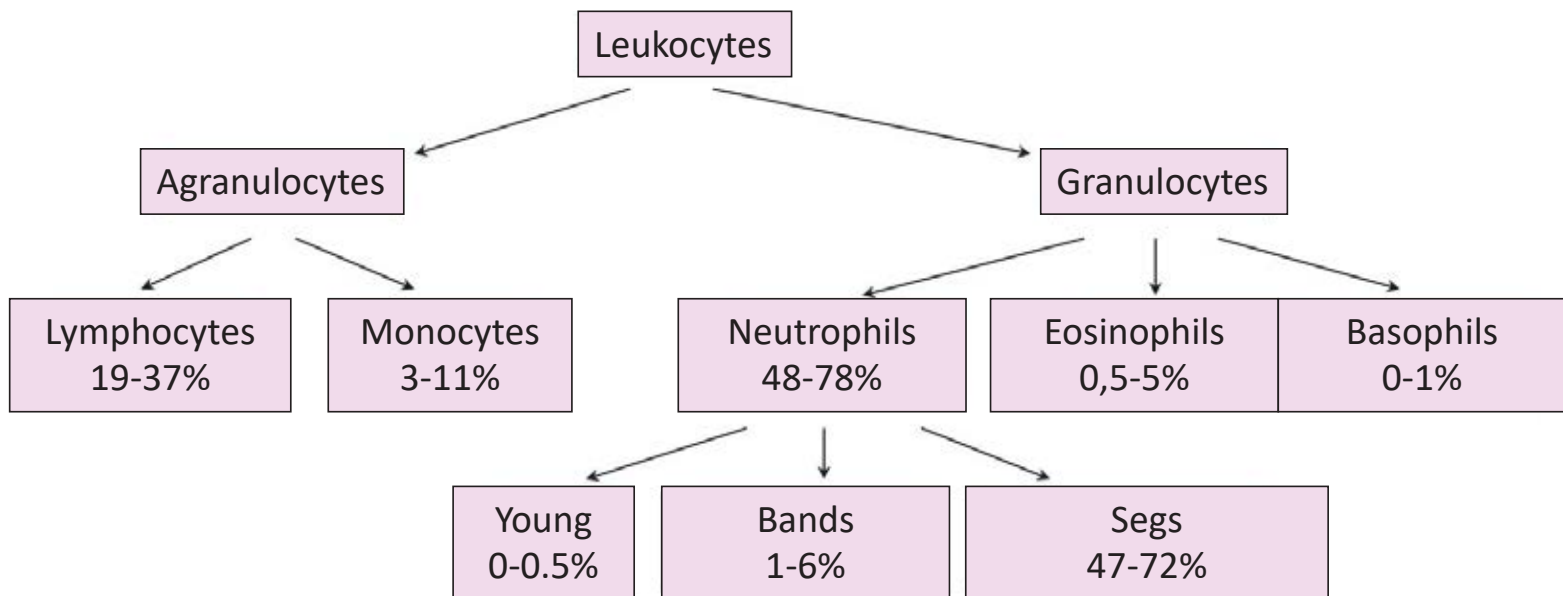 Leukocytes
Agranulocytes
Granulocytes
Lymphocytes
19-37%
Monocytes
3-11%
Neutrophils
48-78%
Eosinophils
0,5-5%
Basophils
0-1%
Young
0-0.5%
Bands
1-6%
Segs
47-72%